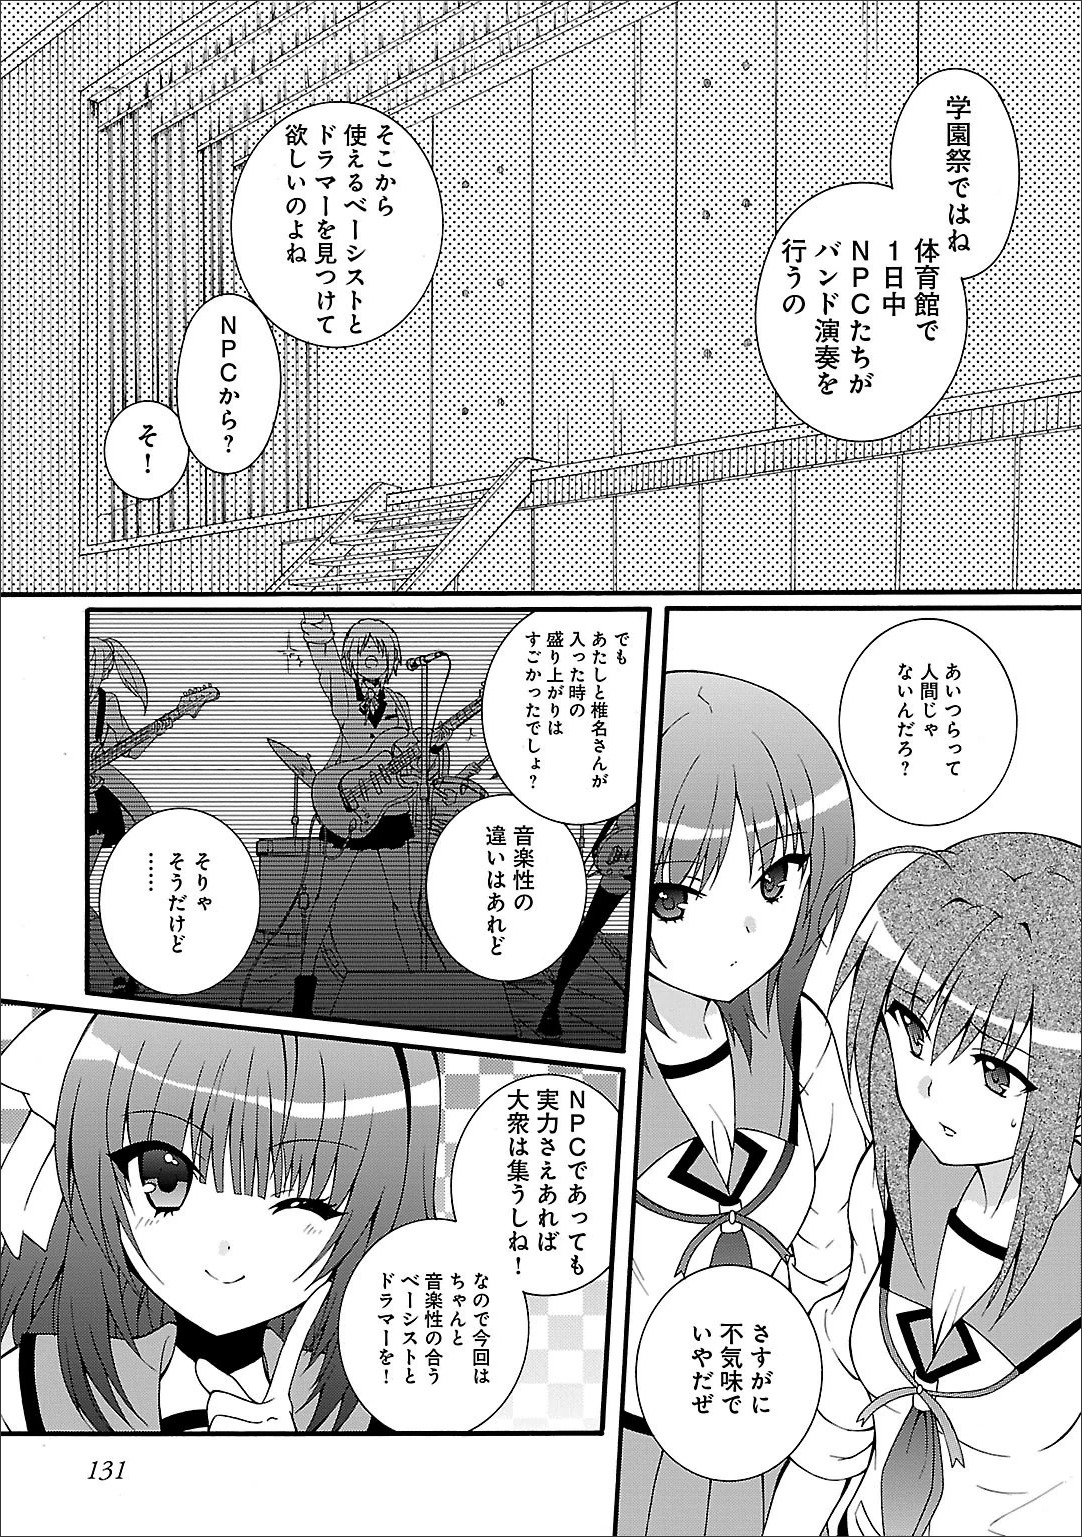 学園祭ではね
体育館で
1日中
NPCたちが
バンド演奏を
行うの
そこから
使えるベーシストと
ドラマーを見つけて
欲しいのよね
NPCから?
そ!
あいつらって
人間じゃ
ないんだろ?
さすがに
不気味で
いやだぜ
でも
あたしと椎名さんが
入った時の
盛り上がりは
すごかったでしょ?
音楽性の
違いはあれど
そりゃ
そうだけど
……
NPCであっても
実力さえあれば
大衆は集うしね!
なので今回は
ちゃんと
音楽性の合う
ベーシストと
ドラマーを!
131